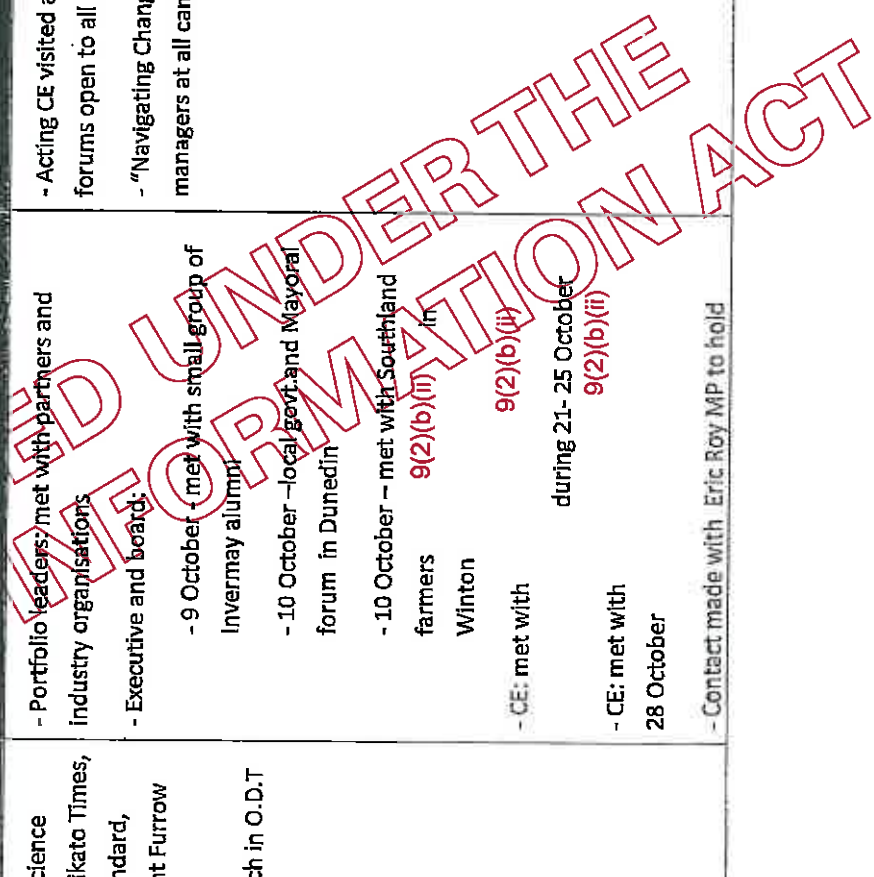 cience
ikato Times,
ndard,
nt Furrow
ch in O.D.T
- Portfolio leaders: met with partners and
industry organisations
- Executive and board:
- 9 October - met with small group of
Invermay alumni
- 10 October –local govt.and Mayoral
forum in Dunedin
- 10 October – met with Southland
farmers 9(2)(b)(ii) in
Winton
- CE: met with 9(2)(b)(ii)
during 21- 25 October
- CE: met with 9(2)(b)(ii)
28 October
- Contact made with Eric Roy MP to hold
- Acting CE visited a
forums open to all
- "Navigating Chang
managers at all cam
ED UNDER THE
INFORMATION ACT